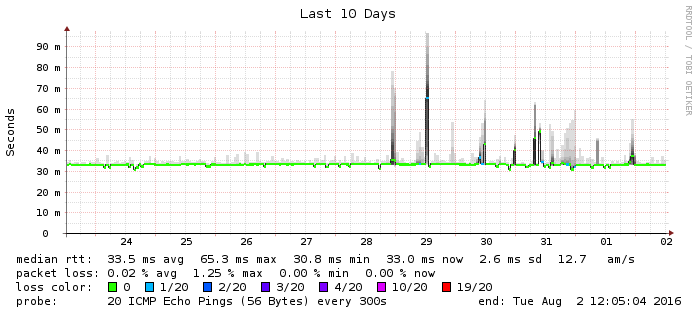 Last 10 Days
RRDTOOL / TOBI OETIKER
Seconds
90 m
80 m
70 m
60 m
50 m
40 m
30 m
20 m
10 m
0
24 25 26 27 28 29 30 31 01 02
median rtt: 33.5 ms avg 65.3 ms max 30.8 ms min 33.0 ms now 2.6 ms sd 12.7 am/s
packet loss: 0.02 % avg 1.25 % max 0.00 % min 0.00 % now
loss color: 0 1/20 2/20 3/20 4/20 10/20 19/20
probe: 20 ICMP Echo Pings (56 Bytes) every 300s end: Tue Aug 2 12:05:04 2016